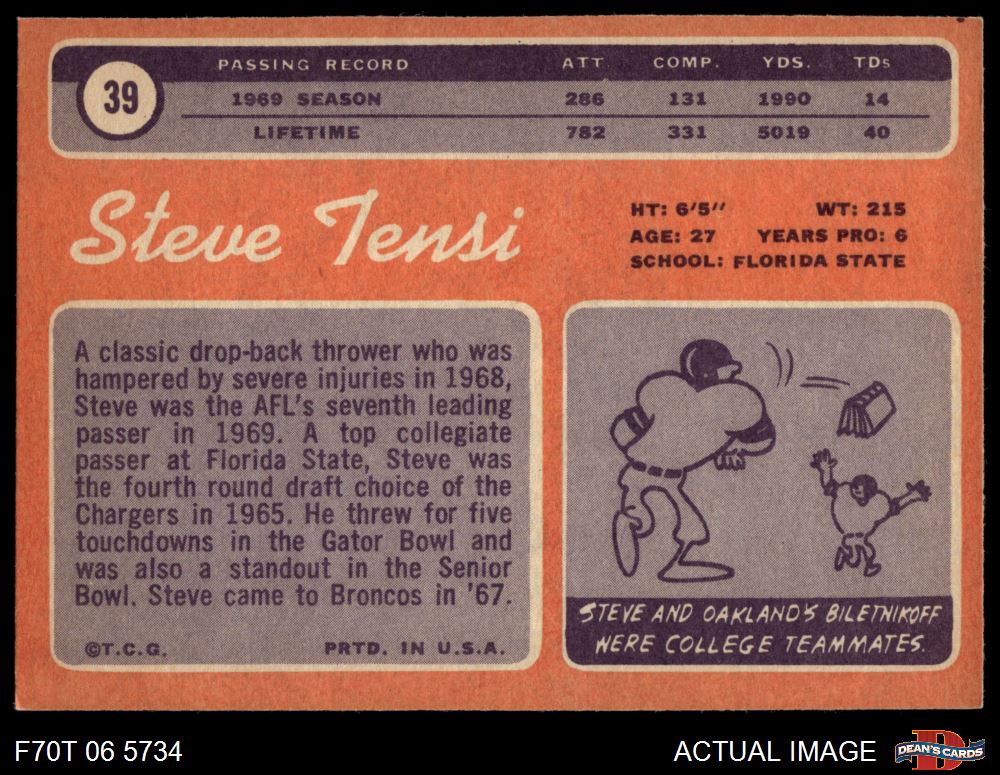 39
PASSING RECORD ATT. COMP. YDS. TDs
1969 SEASON 286 131 1990 14
LIFETIME 782 331 5019 40
Steve Tensi
HT: 6'5" WT: 215
AGE: 27 YEARS PRO: 6
SCHOOL: FLORIDA STATE
A classic drop-back thrower who was
hampered by severe injuries in 1968,
Steve was the AFL's seventh leading
passer in 1969. A top collegiate
passer at Florida State, Steve was
the fourth round draft choice of the
Chargers in 1965. He threw for five
touchdowns in the Gator Bowl and
was also a standout in the Senior
Bowl. Steve came to Broncos in '67.
©T.C.G. PRTD. IN U.S.A.
STEVE AND OAKLAND'S BILETNIKOFF
WERE COLLEGE TEAMMATES.
F70T 06 5734
ACTUAL IMAGE
D
DEAN'S CARDS